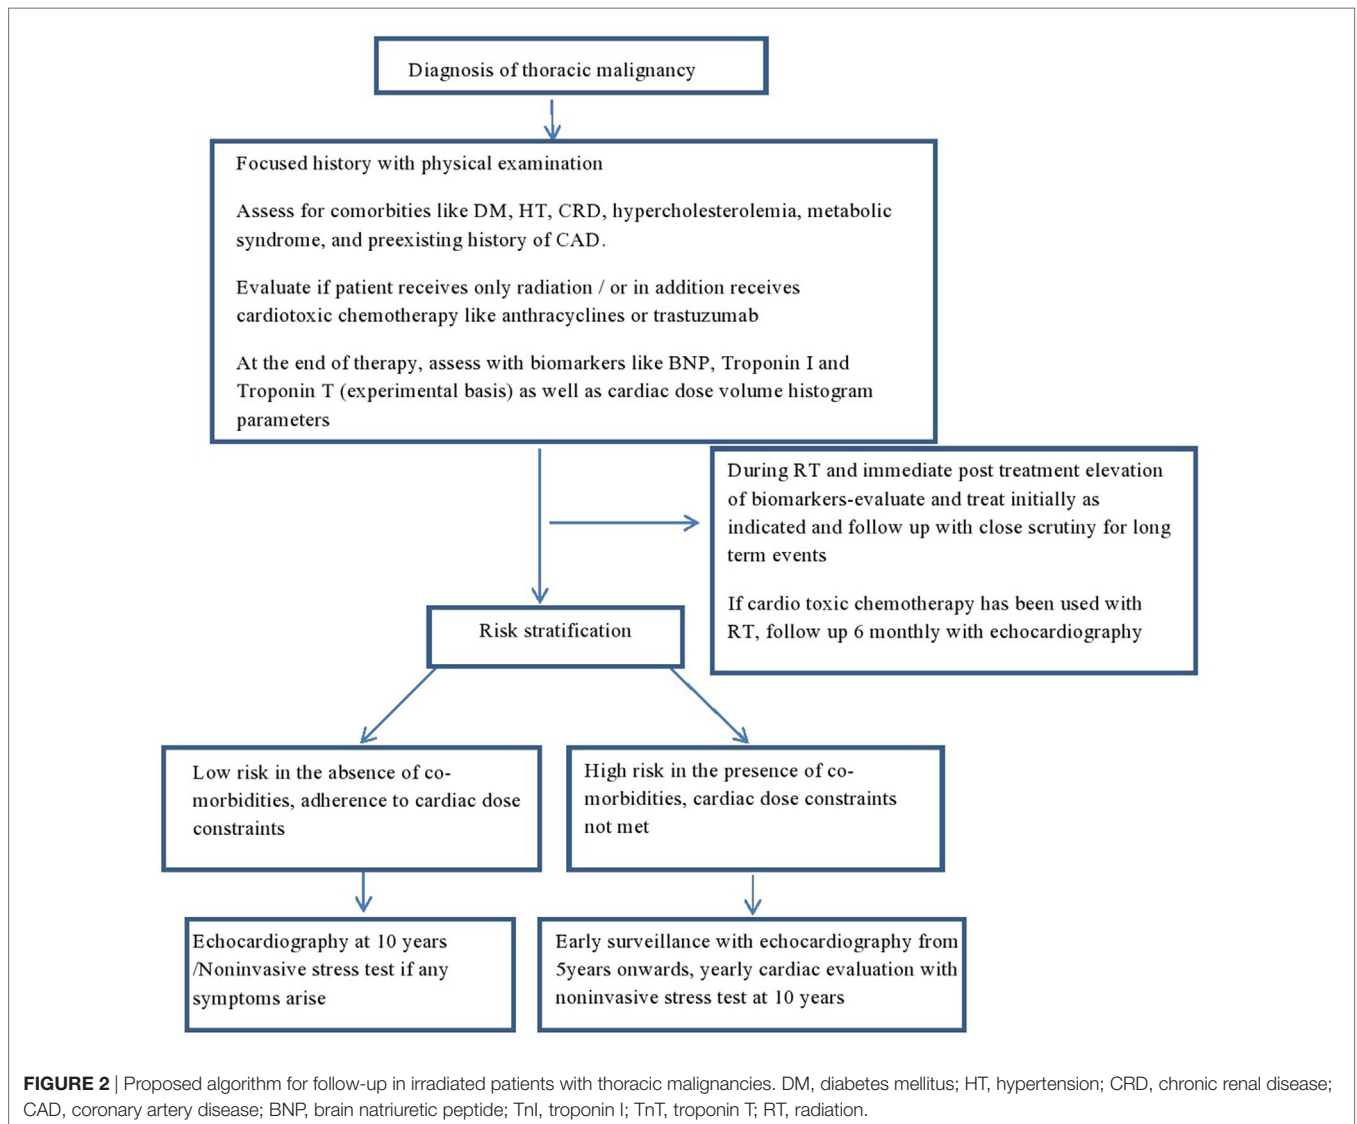 Diagnosis of thoracic malignancy
Focused history with physical examination
Assess for comorbities like DM, HT, CRD, hypercholesterolemia, metabolic
syndrome, and preexisting history of CAD.
Evaluate if patient receives only radiation / or in addition receives
cardiotoxic chemotherapy like anthracyclines or trastuzumab
At the end of therapy, assess with biomarkers like BNP, Troponin I and
Troponin T (experimental basis) as well as cardiac dose volume histogram
parameters
During RT and immediate post treatment elevation
of biomarkers-evaluate and treat initially as
indicated and follow up with close scrutiny for long
term events
If cardio toxic chemotherapy has been used with
RT, follow up 6 monthly with echocardiography
Risk stratification
Low risk in the absence of co-
morbidities, adherence to cardiac dose
constraints
High risk in the presence of co-
morbidities, cardiac dose constraints
not met
Echocardiography at 10 years
/Noninvasive stress test if any
symptoms arise
Early surveillance with echocardiography from
5years onwards, yearly cardiac evaluation with
noninvasive stress test at 10 years
FIGURE 2 | Proposed algorithm for follow-up in irradiated patients with thoracic malignancies. DM, diabetes mellitus; HT, hypertension; CRD, chronic renal disease;
CAD, coronary artery disease; BNP, brain natriuretic peptide; TnI, troponin I; TnT, troponin T; RT, radiation.